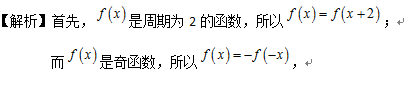 【解析】首先，f(x)是周期为2的函数，所以f(x)=f(x+2)；↵
而f(x)是奇函数，所以f(x)=-f(-x)，↵